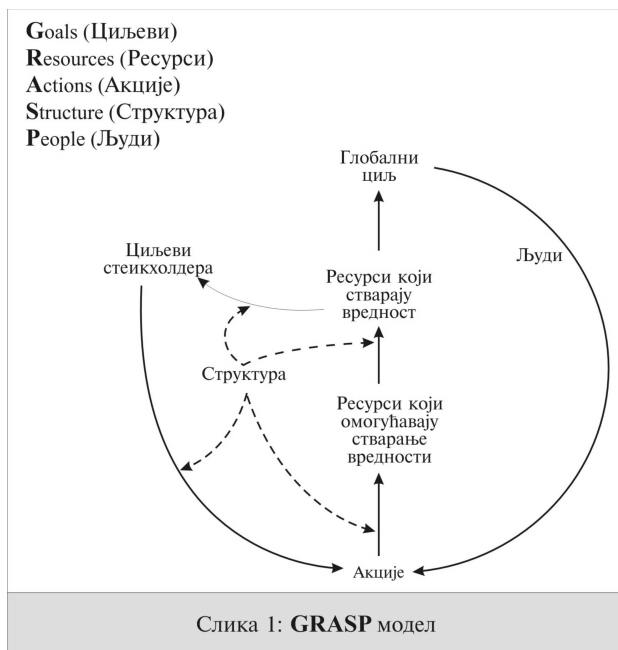 Goals (Циљеви)
Resources (Ресурси)
Actions (Акције)
Structure (Структура)
People (Људи)
Глобални
циљ
Циљеви
стеикхолдера
Људи
Ресурси који
стварају
вредност
Структура
Ресурси који
омогућавају
стварање
вредности
Акције
Слика 1: GRASP модел